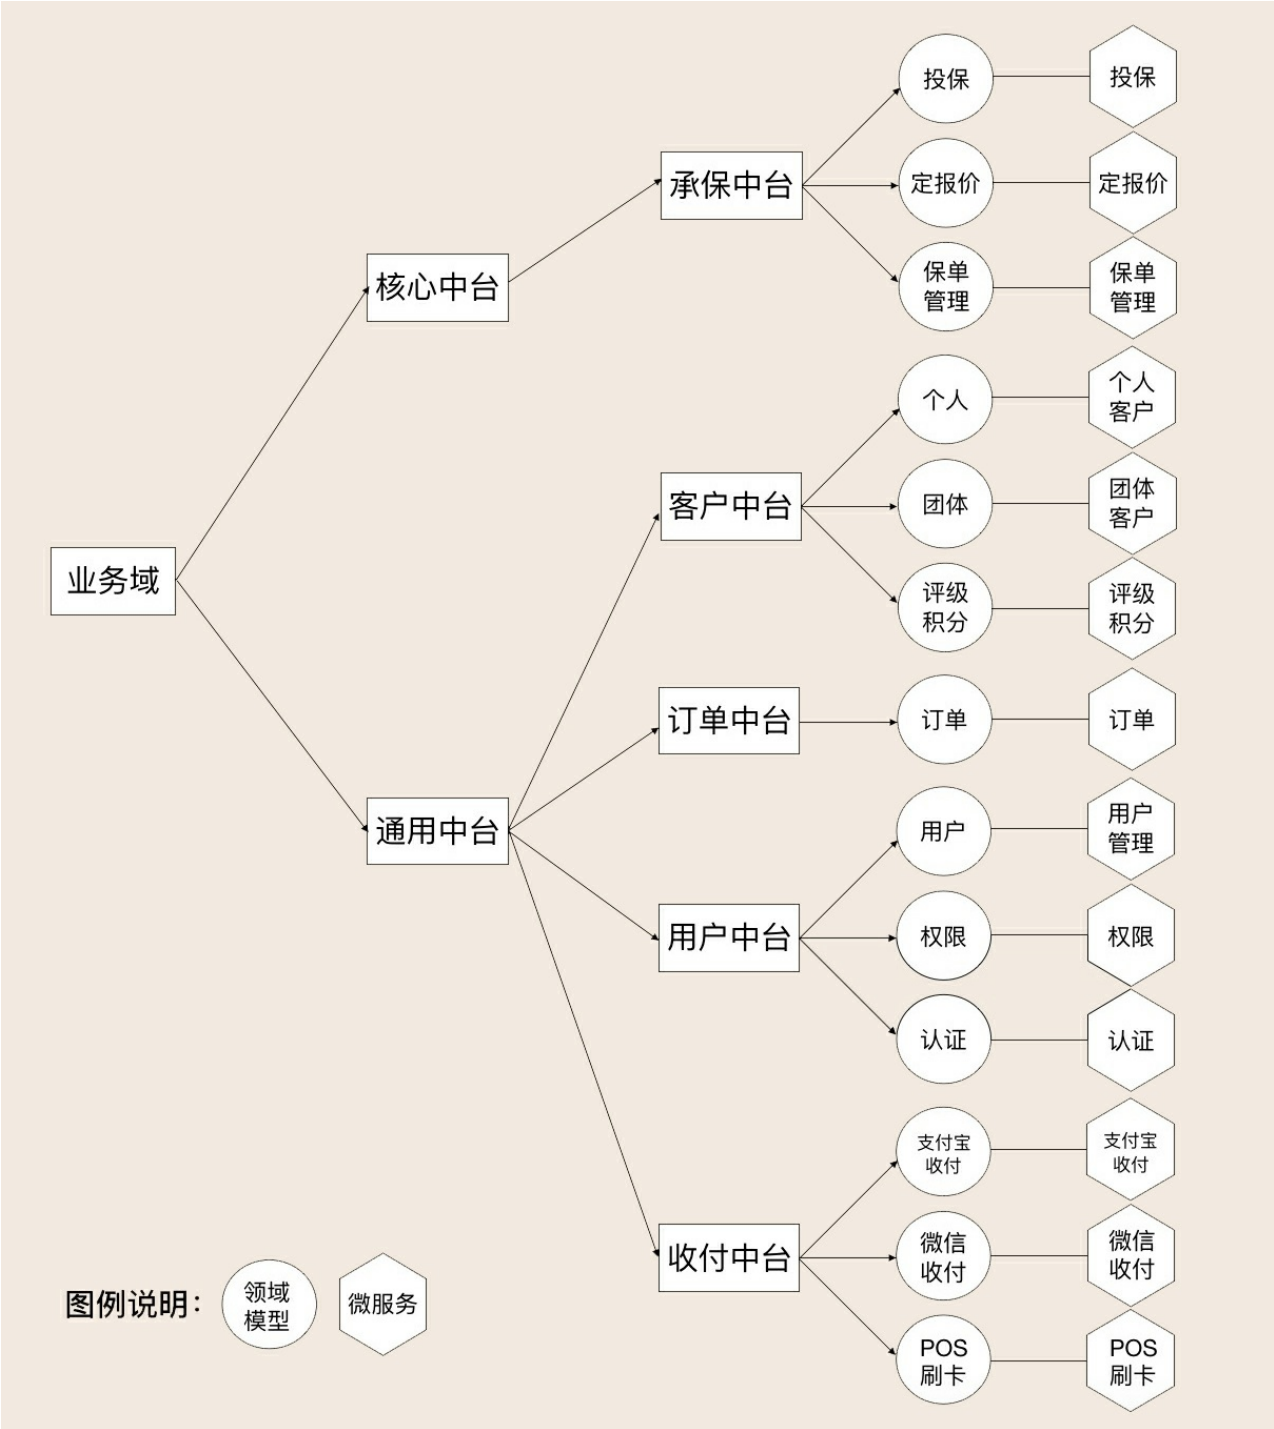 投保
投保
承保中台
定报价
定报价
核心中台
保单
管理
保单
管理
个人
个人
客户
客户中台
团体
团体
客户
业务域
评级
积分
评级
积分
订单中台
订单
订单
通用中台
用户
用户
管理
用户中台
权限
权限
认证
认证
支付宝
收付
支付宝
收付
收付中台
微信
收付
微信
收付
图例说明：
领域
模型
微服务
POS
刷卡
POS
刷卡